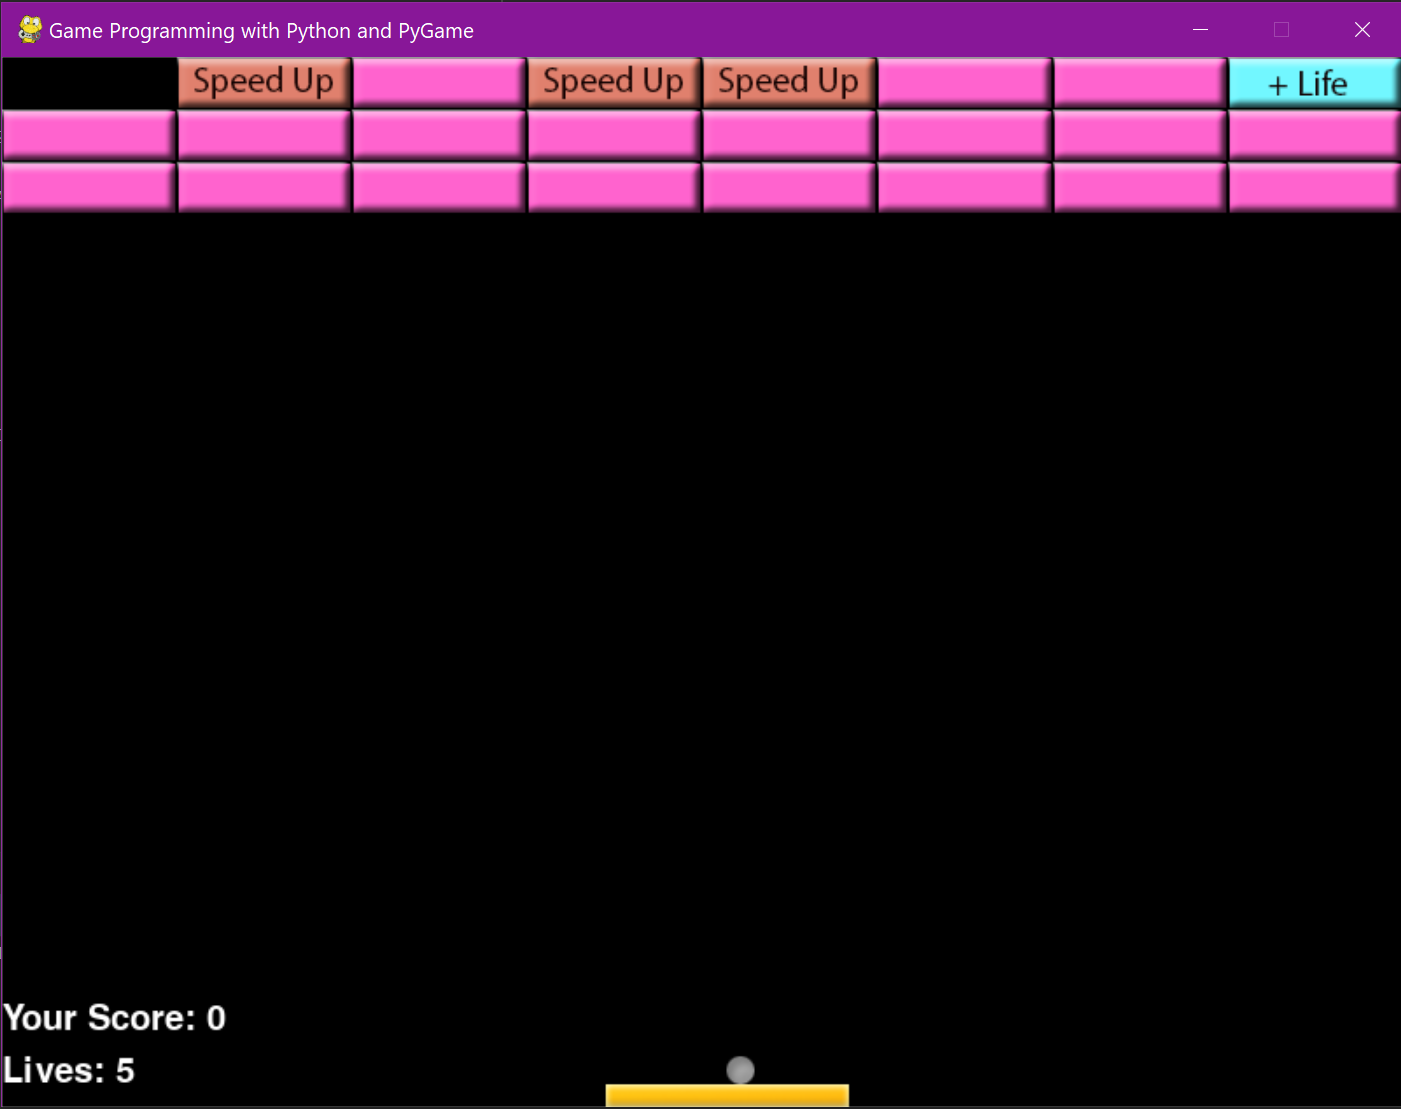 Game Programming with Python and PyGame
Speed Up Speed Up Speed Up + Life
Your Score: 0
Lives: 5